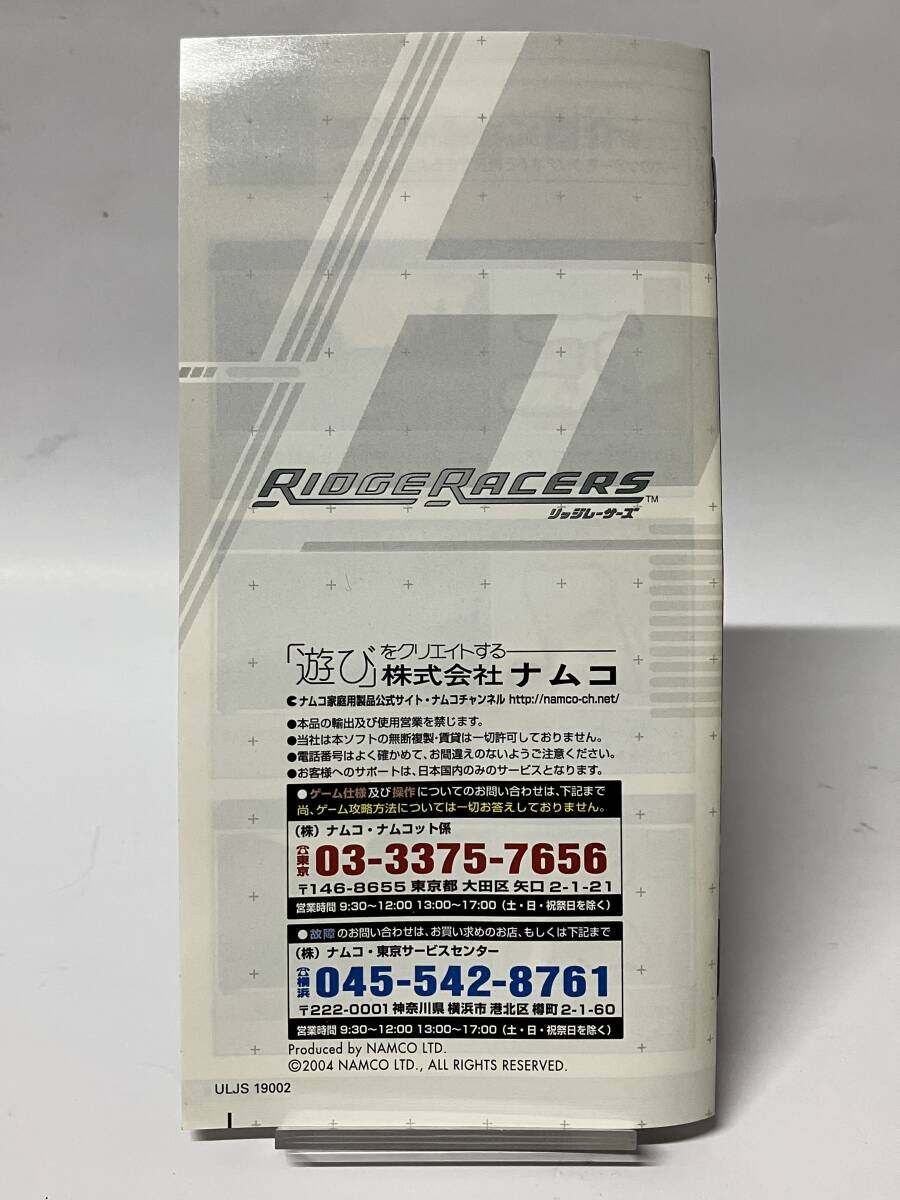 RIDGE RACERS™
リッジレーサーズ
「遊び」をクリエイトする
株式会社 ナムコ
ナムコ家庭用製品公式サイト・ナムコチャンネル http://namco-ch.net/
●本品の輸出及び使用営業を禁じます。
●当社は本ソフトの無断複製・賃貸は一切許可しておりません。
●電話番号はよく確かめて、お間違えのないようご注意ください。
●お客様へのサポートは、日本国内のみのサービスとなります。
●ゲーム仕様及び操作についてのお問い合わせは、下記まで
尚、ゲーム攻略方法については一切お答えしておりません。
(株) ナムコ・ナムコット係
☎東京 03-3375-7656
〒146-8655 東京都 大田区 矢口 2-1-21
営業時間 9:30〜12:00 13:00〜17:00 (土・日・祝祭日を除く)
●故障のお問い合わせは、お買い求めのお店、もしくは下記まで
(株) ナムコ・東京サービスセンター
☎横浜 045-542-8761
〒222-0001 神奈川県 横浜市 港北区 樽町 2-1-60
営業時間 9:30〜12:00 13:00〜17:00 (土・日・祝祭日を除く)
Produced by NAMCO LTD.
©2004 NAMCO LTD., ALL RIGHTS RESERVED.
ULJS 19002